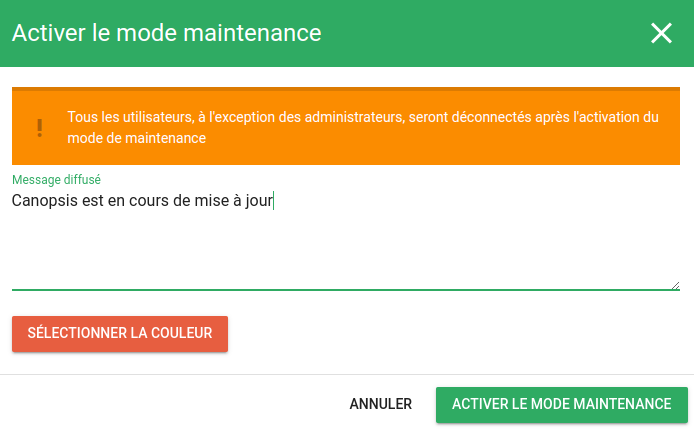 Activer le mode maintenance
Tous les utilisateurs, à l'exception des administrateurs, seront déconnectés après l'activation du
mode de maintenance
Message diffusé
Canopsis est en cours de mise à jour
SÉLECTIONNER LA COULEUR
ANNULER
ACTIVER LE MODE MAINTENANCE